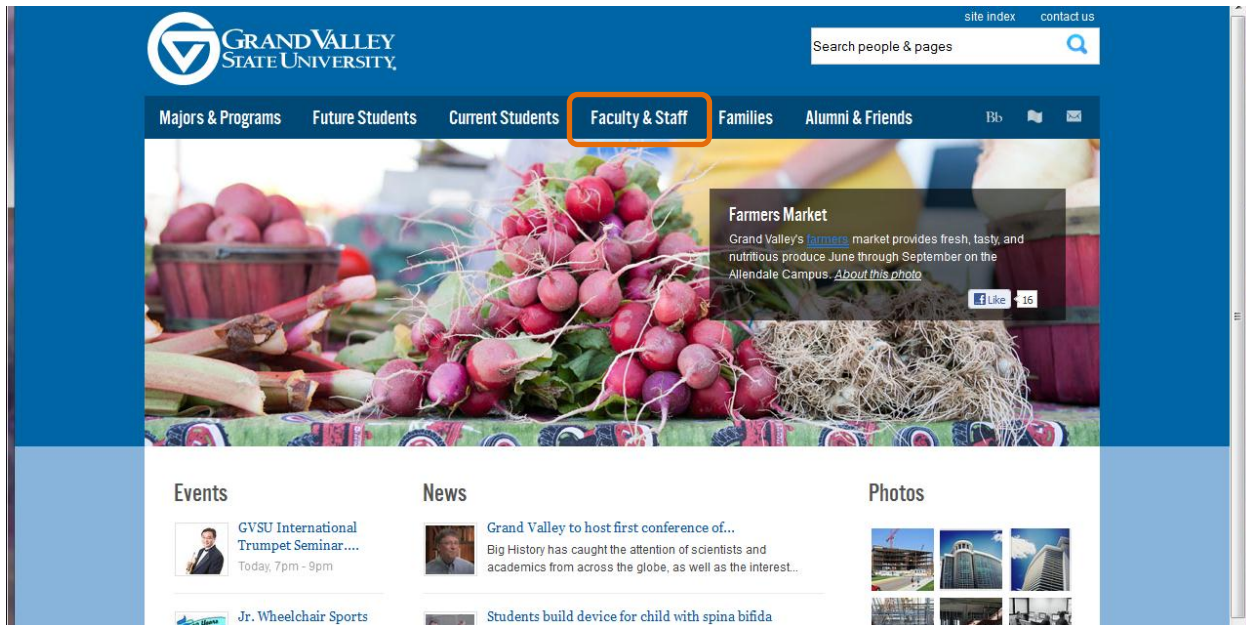 site index contact us
GRAND VALLEY
STATE UNIVERSITY.
Search people & pages
Majors & Programs Future Students Current Students Faculty & Staff Families Alumni & Friends Bb
Farmers Market
Grand Valley's farmers market provides fresh, tasty, and
nutritious produce June through September on the
Allendale Campus. About this photo
Like 16
Events
GVSU International
Trumpet Seminar....
Today, 7pm - 9pm
Jr. Wheelchair Sports
News
Grand Valley to host first conference of...
Big History has caught the attention of scientists and
academics from across the globe, as well as the interest...
Students build device for child with spina bifida
Photos